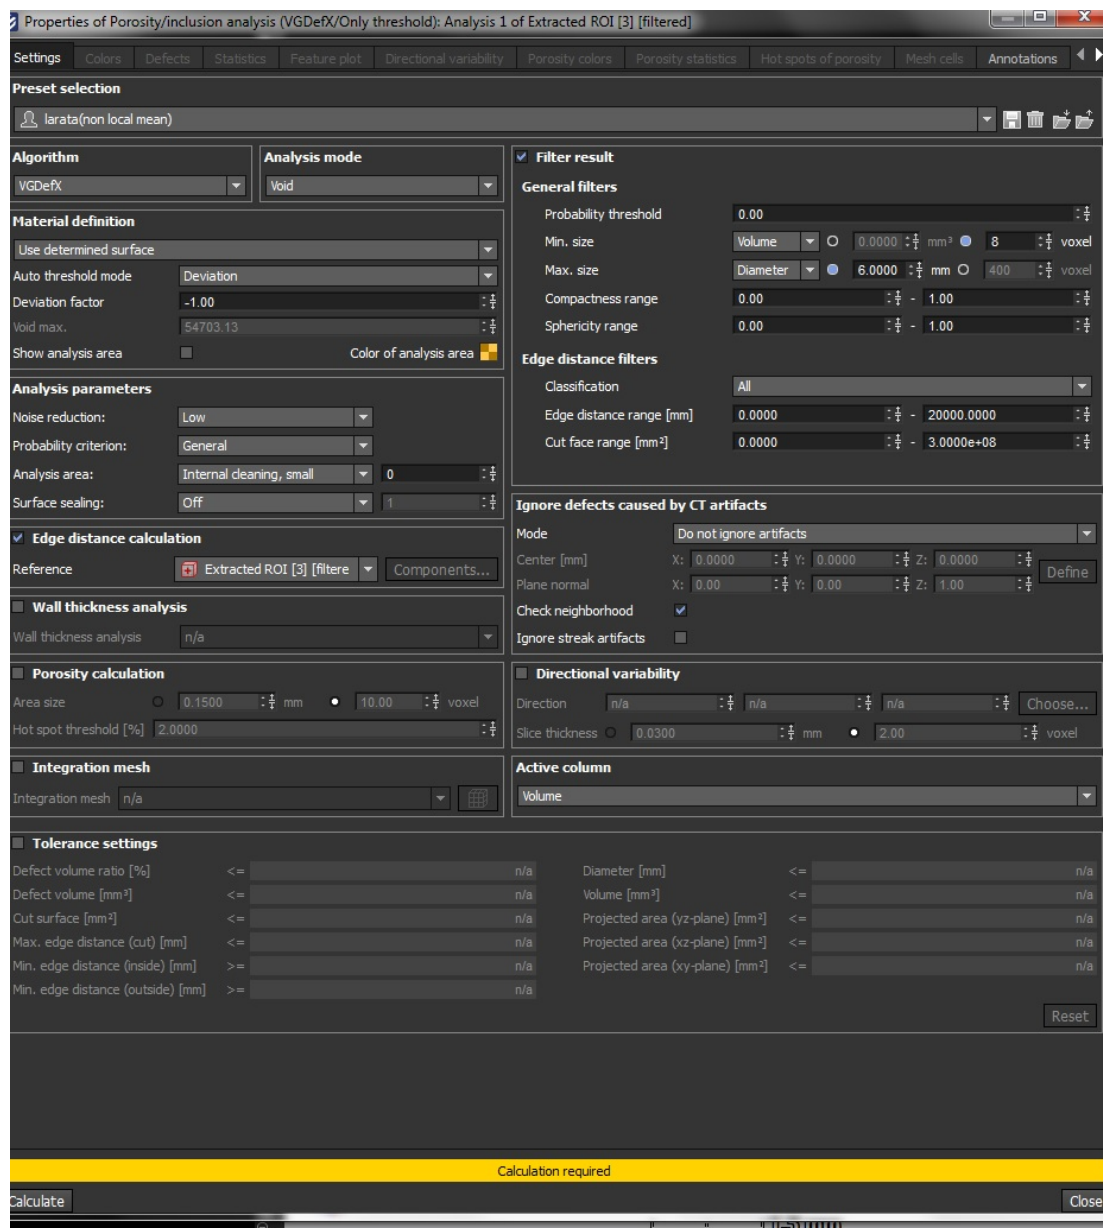 Properties of Porosity/inclusion analysis (VGDefX/Only threshold): Analysis 1 of Extracted ROI [3] [filtered]
Settings Colors Defects Statistics Feature plot Directional variability Porosity colors Porosity statistics Hot spots of porosity Mesh cells Annotations
Preset selection
larata(non local mean)
Algorithm
VGDefX
Analysis mode
Void
Material definition
Use determined surface
Auto threshold mode Deviation
Deviation factor -1.00
Void max. 54703.13
Show analysis area Color of analysis area
Analysis parameters
Noise reduction: Low
Probability criterion: General
Analysis area: Internal cleaning, small 0
Surface sealing: Off 1
Edge distance calculation
Reference Extracted ROI [3] [filtere Components...
Wall thickness analysis
Wall thickness analysis n/a
Porosity calculation
Area size 0.1500 mm 10.00 voxel
Hot spot threshold [%] 2.0000
Integration mesh
Integration mesh n/a
Filter result
General filters
Probability threshold 0.00
Min. size Volume 0.0000 mm³ 8 voxel
Max. size Diameter 6.0000 mm 400 voxel
Compactness range 0.00 - 1.00
Sphericity range 0.00 - 1.00
Edge distance filters
Classification All
Edge distance range [mm] 0.0000 - 20000.0000
Cut face range [mm²] 0.0000 - 3.0000e+08
Ignore defects caused by CT artifacts
Mode Do not ignore artifacts
Center [mm] X: 0.0000 Y: 0.0000 Z: 0.0000
Plane normal X: 0.00 Y: 0.00 Z: 1.00
Define
Check neighborhood
Ignore streak artifacts
Directional variability
Direction n/a n/a n/a Choose...
Slice thickness 0.0300 mm 2.00 voxel
Active column
Volume
Tolerance settings
Defect volume ratio [%] <= n/a
Defect volume [mm³] <= n/a
Cut surface [mm²] <= n/a
Max. edge distance (cut) [mm] <= n/a
Min. edge distance (inside) [mm] >= n/a
Min. edge distance (outside) [mm] >= n/a
Diameter [mm] <= n/a
Volume [mm³] <= n/a
Projected area (yz-plane) [mm²] <= n/a
Projected area (xz-plane) [mm²] <= n/a
Projected area (xy-plane) [mm²] <= n/a
Reset
Calculation required
Calculate Close